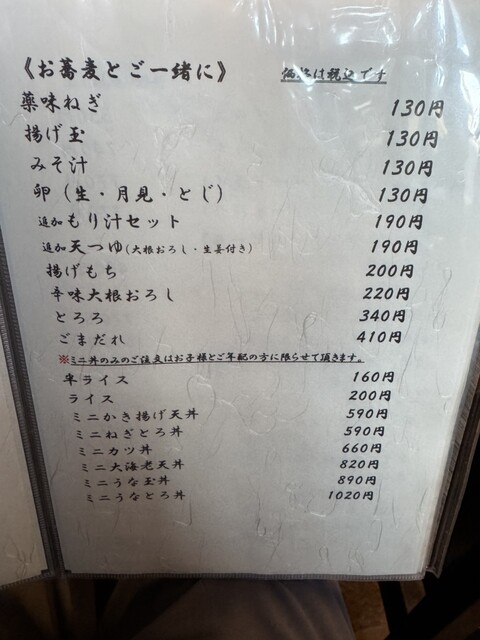 《お蕎麦とご一緒に》 価格は税込です
薬味ねぎ 130円
揚げ玉 130円
みそ汁 130円
卵（生・月見・とじ） 130円
追加もり汁セット 190円
追加天つゆ(大根おろし・生姜付き) 190円
揚げもち 200円
辛味大根おろし 220円
とろろ 340円
ごまだれ 410円
※ミニ丼のみのご注文はお子様とご年配の方に限らせて頂きます。
半ライス 160円
ライス 200円
ミニかき揚げ天丼 590円
ミニねぎとろ丼 590円
ミニカツ丼 660円
ミニ大海老天丼 820円
ミニうな玉丼 890円
ミニうなとろ丼 1020円